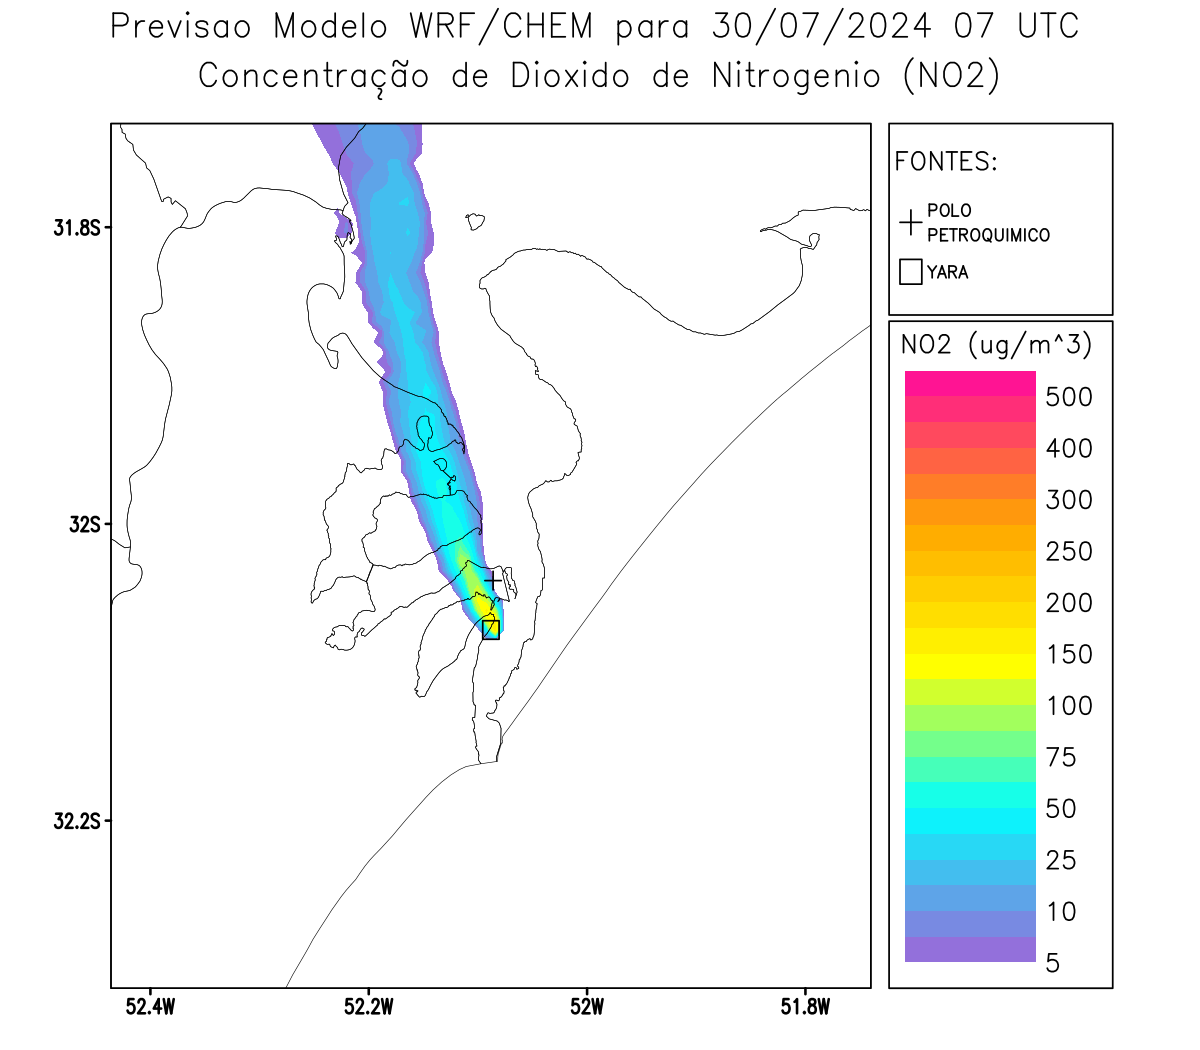 Previsao Modelo WRF/CHEM para 30/07/2024 07 UTC
Concentração de Dioxido de Nitrogenio (NO2)
FONTES:
POLO
PETROQUIMICO
YARA
NO2 (ug/m^3)
500
400
300
250
200
150
100
75
50
25
10
5
31.8S
32S
32.2S
52.4W
52.2W
52W
51.8W